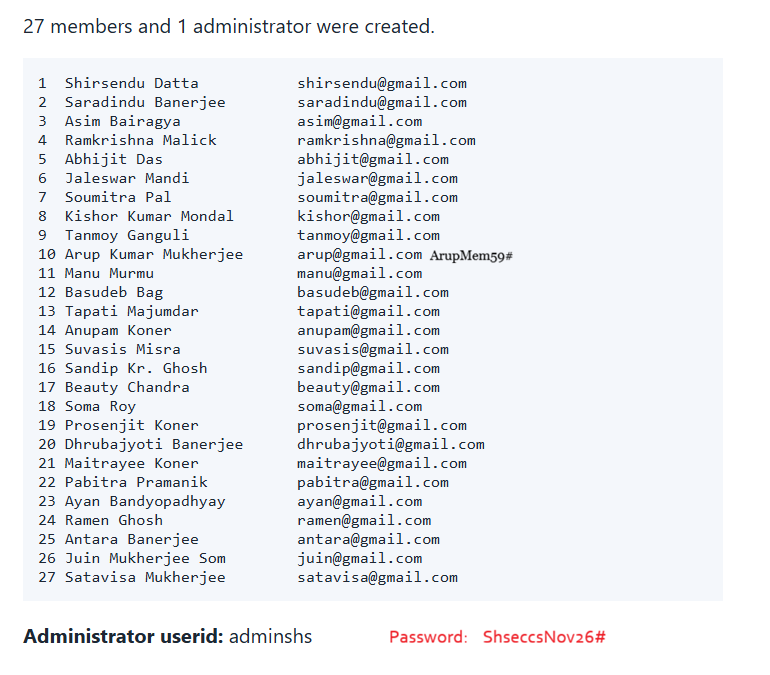 27 members and 1 administrator were created.
1 Shirsendu Datta shirsendu@gmail.com
2 Saradindu Banerjee saradindu@gmail.com
3 Asim Bairagya asim@gmail.com
4 Ramkrishna Malick ramkrishna@gmail.com
5 Abhijit Das abhijit@gmail.com
6 Jaleswar Mandi jaleswar@gmail.com
7 Soumitra Pal soumitra@gmail.com
8 Kishor Kumar Mondal kishor@gmail.com
9 Tanmoy Ganguli tanmoy@gmail.com
10 Arup Kumar Mukherjee arup@gmail.com ArupMem59#
11 Manu Murmu manu@gmail.com
12 Basudeb Bag basudeb@gmail.com
13 Tapati Majumdar tapati@gmail.com
14 Anupam Koner anupam@gmail.com
15 Suvasis Misra suvasis@gmail.com
16 Sandip Kr. Ghosh sandip@gmail.com
17 Beauty Chandra beauty@gmail.com
18 Soma Roy soma@gmail.com
19 Prosenjit Koner prosenjit@gmail.com
20 Dhrubajyoti Banerjee dhrubajyoti@gmail.com
21 Maitrayee Koner maitrayee@gmail.com
22 Pabitra Pramanik pabitra@gmail.com
23 Ayan Bandyopadhyay ayan@gmail.com
24 Ramen Ghosh ramen@gmail.com
25 Antara Banerjee antara@gmail.com
26 Juin Mukherjee Som juin@gmail.com
27 Satavisa Mukherjee satavisa@gmail.com
Administrator userid: adminshs Password: ShseccsNov26#